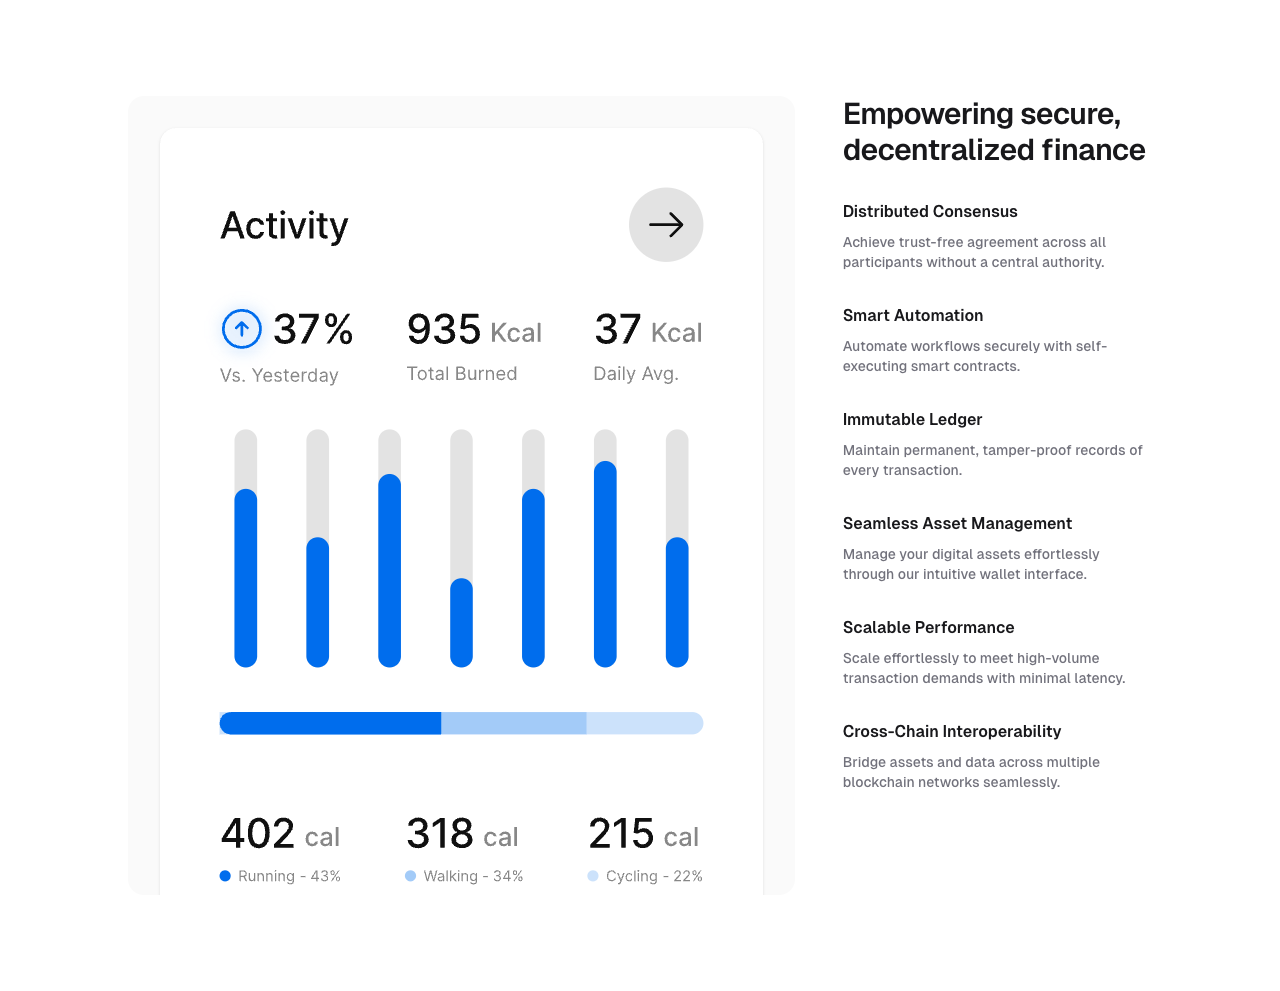 Activity
37%
Vs. Yesterday
935 Kcal
Total Burned
37 Kcal
Daily Avg.
402 cal
Running - 43%
318 cal
Walking - 34%
215 cal
Cycling - 22%
Empowering secure,
decentralized finance
Distributed Consensus
Achieve trust-free agreement across all
participants without a central authority.
Smart Automation
Automate workflows securely with self-
executing smart contracts.
Immutable Ledger
Maintain permanent, tamper-proof records of
every transaction.
Seamless Asset Management
Manage your digital assets effortlessly
through our intuitive wallet interface.
Scalable Performance
Scale effortlessly to meet high-volume
transaction demands with minimal latency.
Cross-Chain Interoperability
Bridge assets and data across multiple
blockchain networks seamlessly.